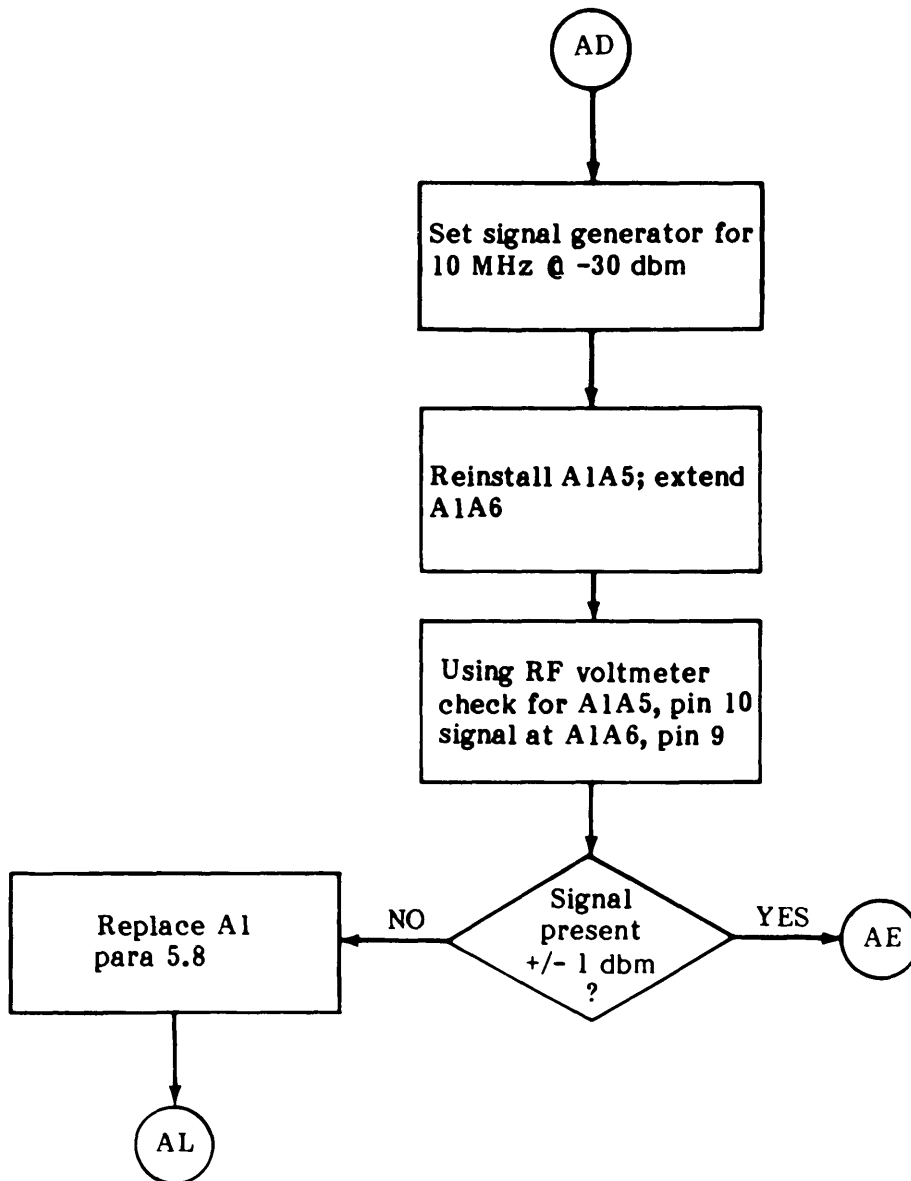 AD
Set signal generator for
10 MHz @ -30 dbm
Reinstall A1A5; extend
A1A6
Using RF voltmeter
check for A1A5, pin 10
signal at A1A6, pin 9
Signal
present
+/- 1 dbm
?
NO
YES
Replace A1
para 5.8
AE
AL